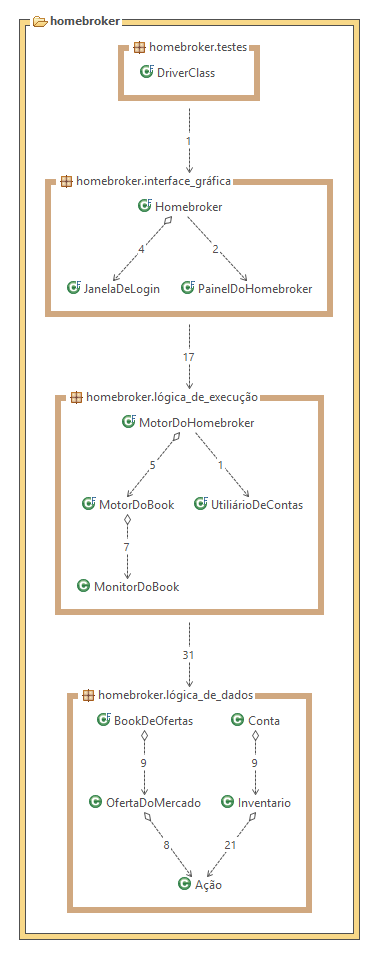 homebroker
homebroker.testes
DriverClass
1
homebroker.interface_gráfica
Homebroker
4 2
JanelaDeLogin PainelDoHomebroker
17
homebroker.lógica_de_execução
MotorDoHomebroker
5 1
MotorDoBook UtiliárioDeContas
7
MonitorDoBook
31
homebroker.lógica_de_dados
BookDeOfertas Conta
9 9
OfertaDoMercado Inventario
8 21
Ação